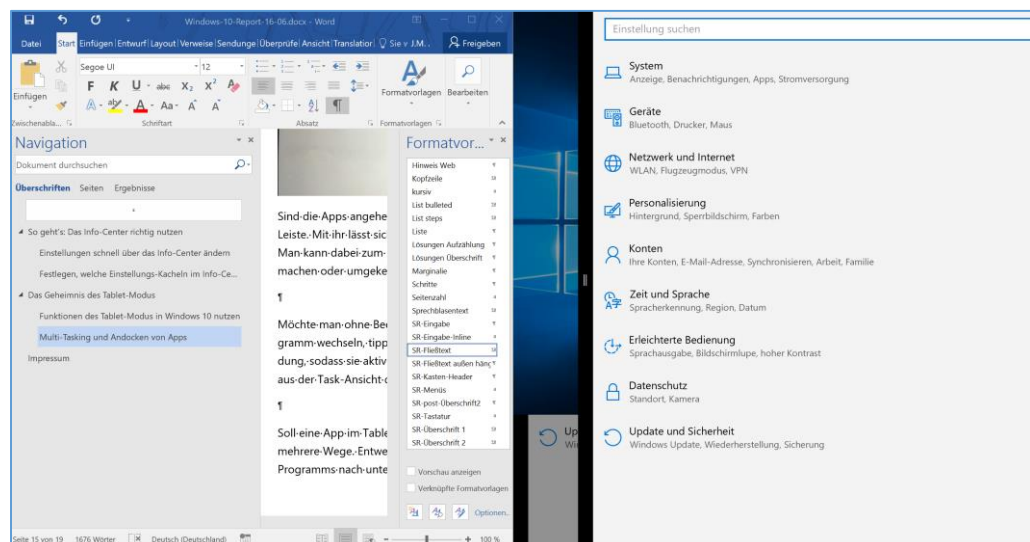 Windows-10-Report-16-06.docx - Word
Datei Start Einfügen Entwurf Layout Verweise Sendunge Überprüfe Ansicht Translation Sie v J.M. Freigeben
Segoe UI 12
F K U abc X₂ X²
Aa
Einfügen
Formatvorlagen Bearbeiten
Zwischenabla... Schriftart Absatz Formatvorlagen
Navigation
Dokument durchsuchen
Überschriften Seiten Ergebnisse
So geht's: Das Info-Center richtig nutzen
Einstellungen schnell über das Info-Center ändern
Festlegen, welche Einstellungs-Kacheln im Info-Ce...
Das Geheimnis des Tablet-Modus
Funktionen des Tablet-Modus in Windows 10 nutzen
Multi-Tasking und Andocken von Apps
Impressum
Sind·die·Apps·angehe
Leiste.·Mit·ihr·lässt·sic
Man·kann·dabei·zum·
machen·oder·umgeke
¶
Möchte·man·ohne·Be
gramm·wechseln,·tipp
dung,·sodass·sie·aktiv
aus·der·Task-Ansicht·
¶
Soll·eine·App·im·Table
mehrere·Wege.·Entwe
Programms·nach·unte
Formatvor...
Hinweis Web
Kopfzeile
kursiv
List bulleted
List steps
Liste
Lösungen Aufzählung
Lösungen Überschrift
Marginalie
Schritte
Seitenzahl
Sprechblasentext
SR-Eingabe
SR-Eingabe-Inline
SR-Fließtext
SR-Fließtext außen häng
SR-Kasten-Header
SR-Menüs
SR-post-Überschrift2
SR-Tastatur
SR-Überschrift 1
SR-Überschrift 2
Vorschau anzeigen
Verknüpfte Formatvorlagen
Optionen...
Seite 15 von 19 1676 Wörter Deutsch (Deutschland) 100 %
Up
Wi
Einstellung suchen
System
Anzeige, Benachrichtigungen, Apps, Stromversorgung
Geräte
Bluetooth, Drucker, Maus
Netzwerk und Internet
WLAN, Flugzeugmodus, VPN
Personalisierung
Hintergrund, Sperrbildschirm, Farben
Konten
Ihre Konten, E-Mail-Adresse, Synchronisieren, Arbeit, Familie
Zeit und Sprache
Spracherkennung, Region, Datum
Erleichterte Bedienung
Sprachausgabe, Bildschirmlupe, hoher Kontrast
Datenschutz
Standort, Kamera
Update und Sicherheit
Windows Update, Wiederherstellung, Sicherung